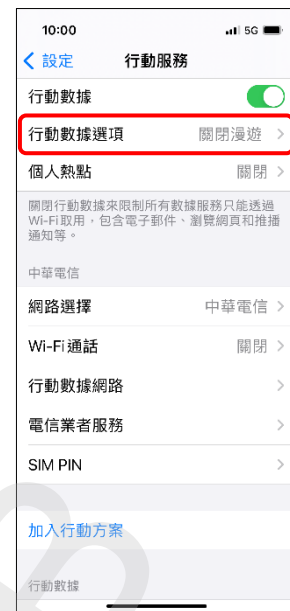 10:00 5G
設定 行動服務
行動數據
行動數據選項 關閉漫遊
個人熱點 關閉
關閉行動數據來限制所有數據服務只能透過
Wi-Fi取用，包含電子郵件、瀏覽網頁和推播
通知等。
中華電信
網路選擇 中華電信
Wi-Fi 通話 關閉
行動數據網路
電信業者服務
SIM PIN
加入行動方案
行動數據